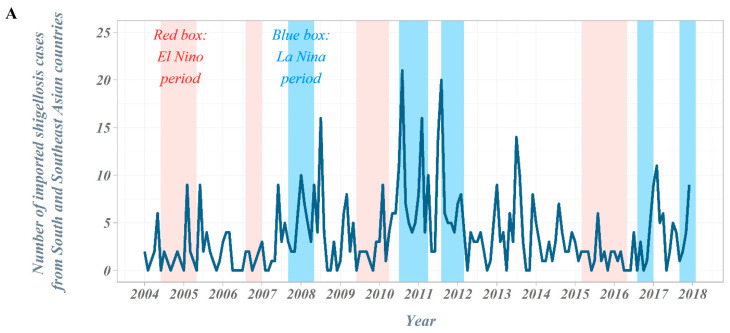 A
Number of imported shigellosis cases
from South and Southeast Asian countries
25
20
15
10
5
0
Red box:
El Nino
period
Blue box:
La Nina
period
2004 2005 2006 2007 2008 2009 2010 2011 2012 2013 2014 2015 2016 2017 2018
Year